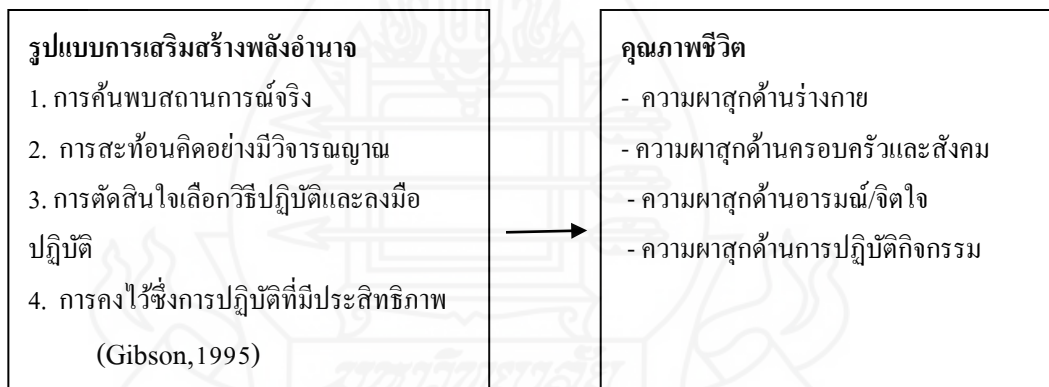 รูปแบบการเสริมสร้างพลังอำนาจ
1. การค้นพบสถานการณ์จริง
2. การสะท้อนคิดอย่างมีวิจารณญาณ
3. การตัดสินใจเลือกวิธีปฏิบัติและลงมือ
ปฏิบัติ
4. การคงไว้ซึ่งการปฏิบัติที่มีประสิทธิภาพ
(Gibson,1995)
คุณภาพชีวิต
- ความผาสุกด้านร่างกาย
- ความผาสุกด้านครอบครัวและสังคม
- ความผาสุกด้านอารมณ์/จิตใจ
- ความผาสุกด้านการปฏิบัติกิจกรรม